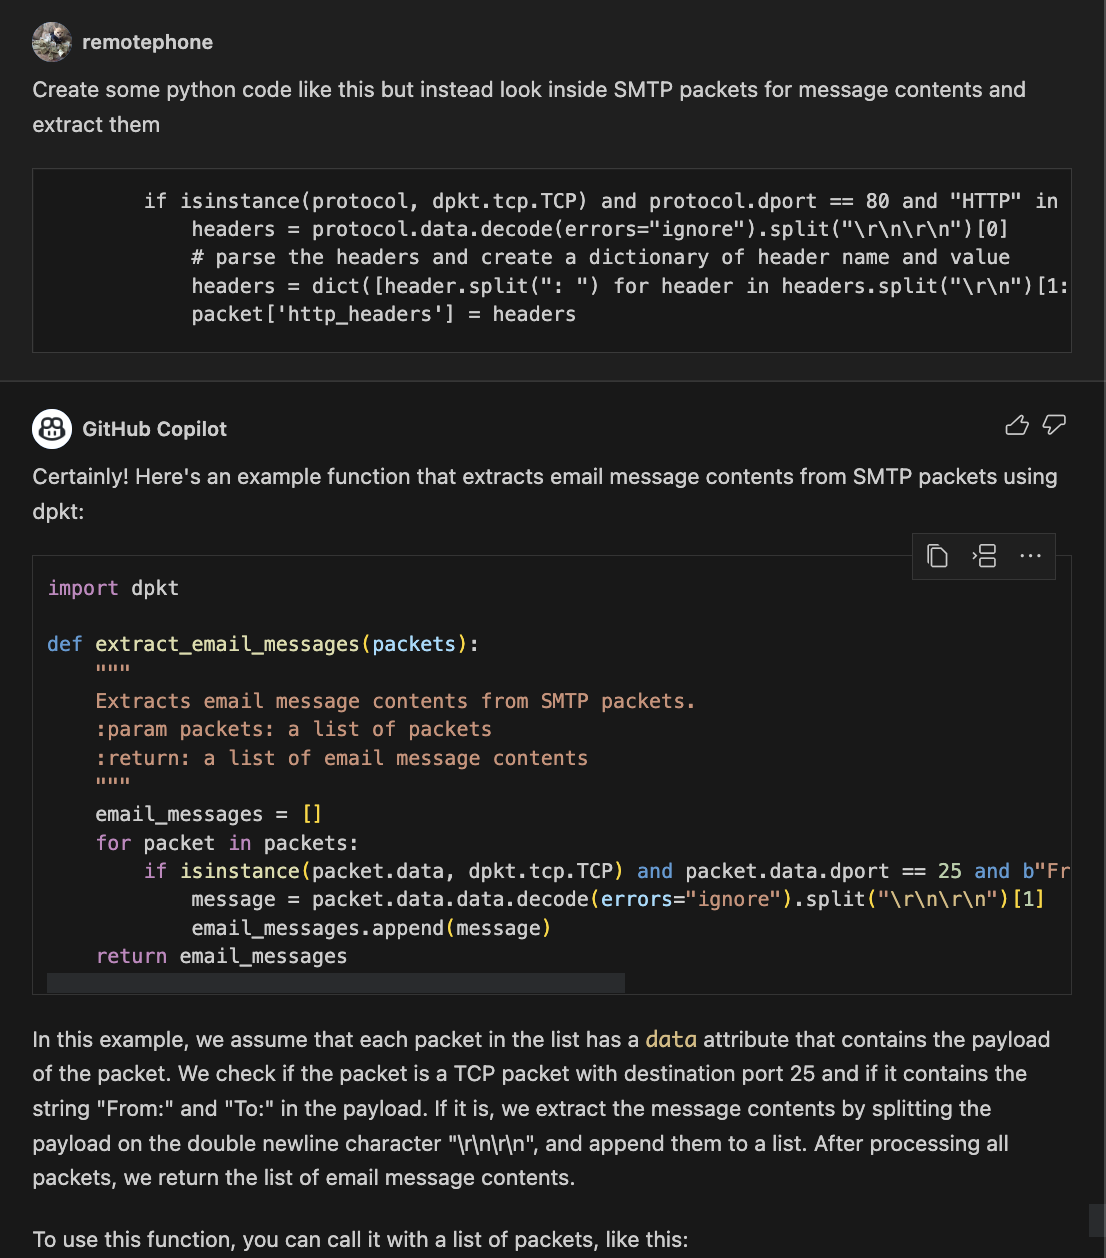 remotephone
Create some python code like this but instead look inside SMTP packets for message contents and
extract them
if isinstance(protocol, dpkt.tcp.TCP) and protocol.dport == 80 and "HTTP" in
headers = protocol.data.decode(errors="ignore").split("\r\n\r\n")[0]
# parse the headers and create a dictionary of header name and value
headers = dict([header.split(": ") for header in headers.split("\r\n")[1:
packet['http_headers'] = headers
GitHub Copilot
Certainly! Here's an example function that extracts email message contents from SMTP packets using
dpkt:
import dpkt
def extract_email_messages(packets):
"""
Extracts email message contents from SMTP packets.
:param packets: a list of packets
:return: a list of email message contents
"""
email_messages = []
for packet in packets:
if isinstance(packet.data, dpkt.tcp.TCP) and packet.data.dport == 25 and b"Fr
message = packet.data.data.decode(errors="ignore").split("\r\n\r\n")[1]
email_messages.append(message)
return email_messages
In this example, we assume that each packet in the list has a data attribute that contains the payload
of the packet. We check if the packet is a TCP packet with destination port 25 and if it contains the
string "From:" and "To:" in the payload. If it is, we extract the message contents by splitting the
payload on the double newline character "\r\n\r\n", and append them to a list. After processing all
packets, we return the list of email message contents.
To use this function, you can call it with a list of packets, like this: